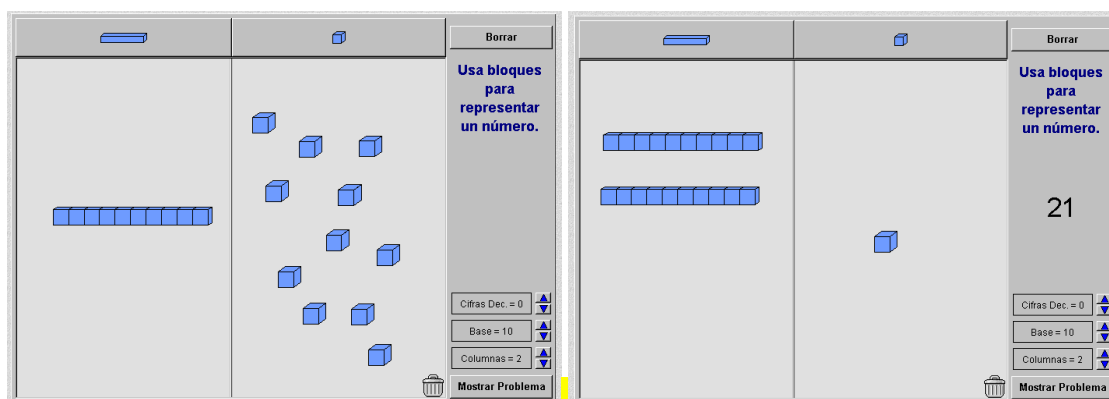 Borrar
Usa bloques
para
representar
un número.
Cifras Dec. = 0
Base = 10
Columnas = 2
Mostrar Problema
Borrar
Usa bloques
para
representar
un número.
21
Cifras Dec. = 0
Base = 10
Columnas = 2
Mostrar Problema